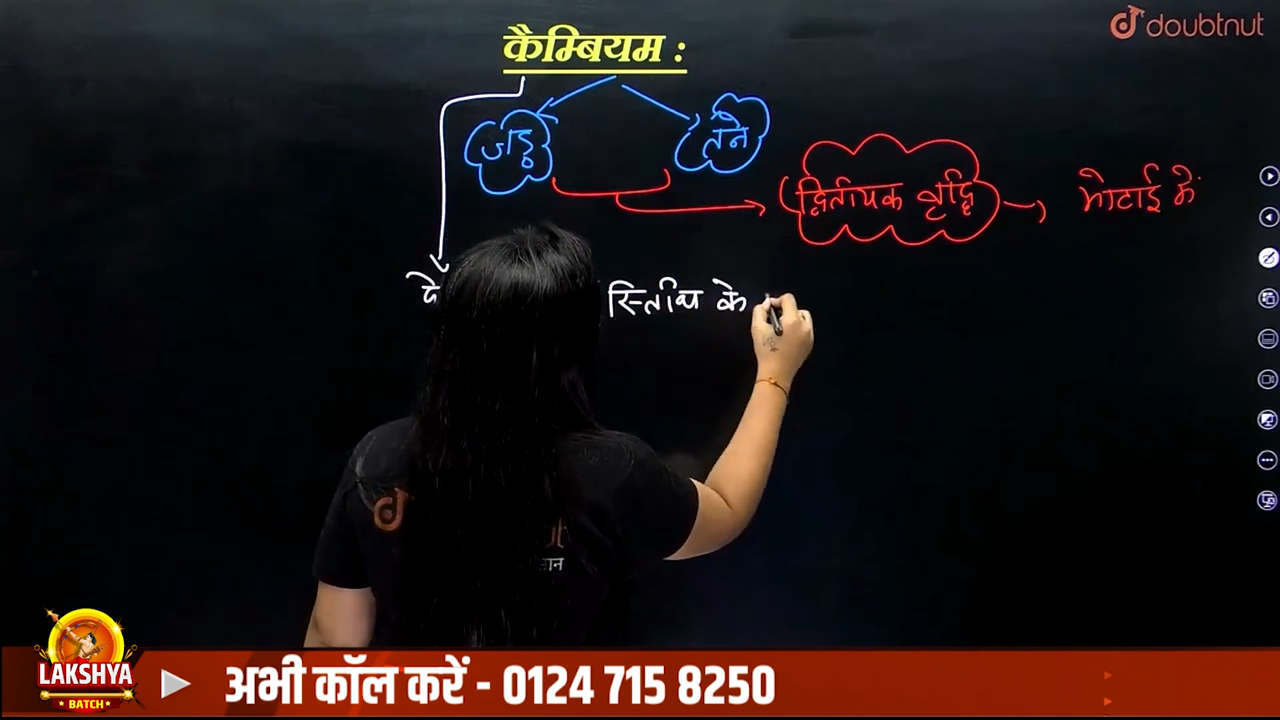 doubtnut
कैम्बियम :
जड़
तने
द्वितीयक वृद्धि
मोटाई में
के
LAKSHYA
BATCH
अभी कॉल करें - 0124 715 8250